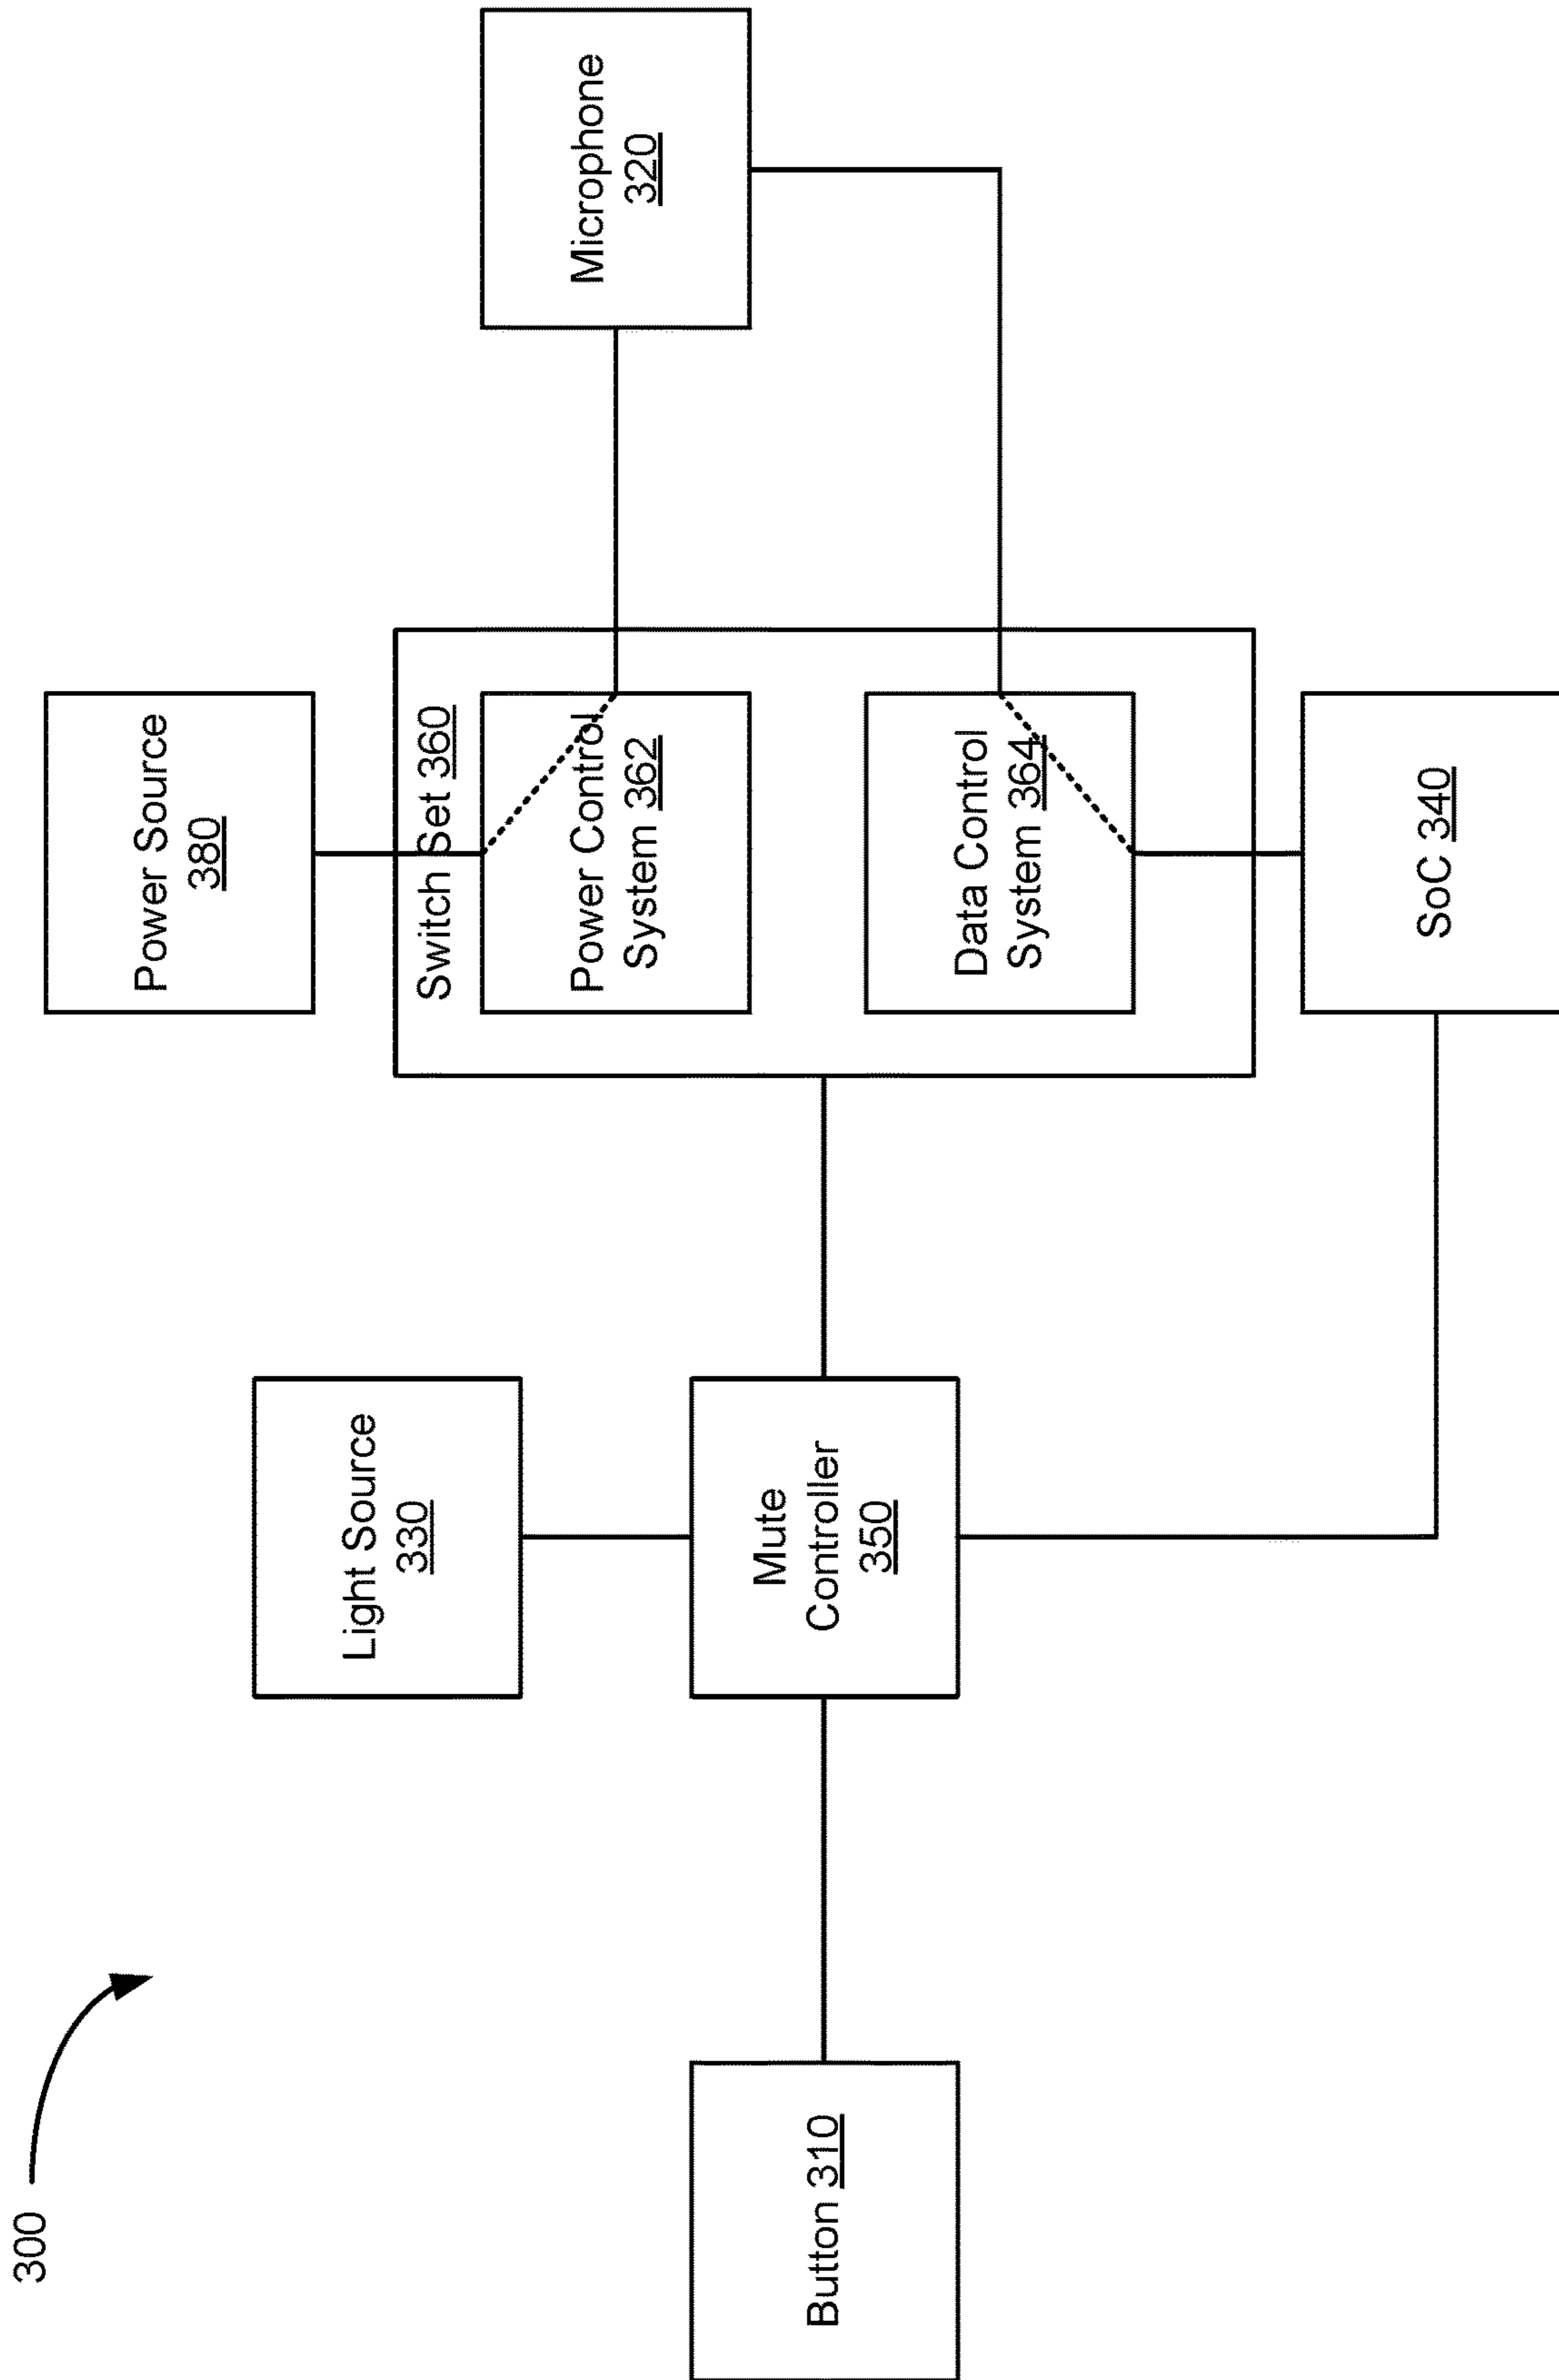 300
Power Source
380
Light Source
330
Switch Set 360
Power Control
System 362
Microphone
320
Button 310
Mute
Controller
350
Data Control
System 364
SoC 340